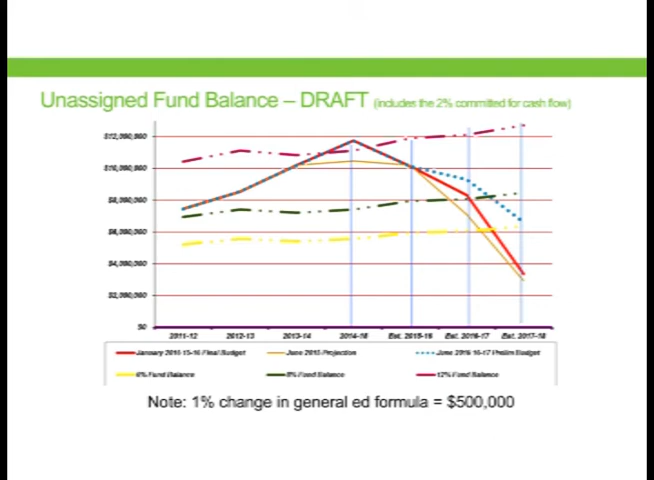 Unassigned Fund Balance – DRAFT (includes the 2% committed for cash flow)
$12,000,000
$10,000,000
$8,000,000
$6,000,000
$4,000,000
$2,000,000
$0
2011-12 2012-13 2013-14 2014-15 Est. 2015-16 Est. 2016-17 Est. 2017-18
January 2016 15-16 Final Budget June 2015 Projection June 2016 16-17 Prelim Budget
6% Fund Balance 8% Fund Balance 12% Fund Balance
Note: 1% change in general ed formula = $500,000